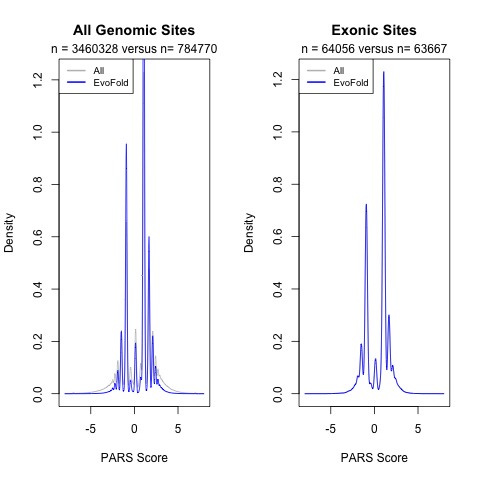 All Genomic Sites
n = 3460328 versus n= 784770
All
EvoFold
0.0
0.2
0.4
0.6
0.8
1.0
1.2
Density
-5
0
5
PARS Score
Exonic Sites
n = 64056 versus n= 63667
All
EvoFold
0.0
0.2
0.4
0.6
0.8
1.0
1.2
Density
-5
0
5
PARS Score